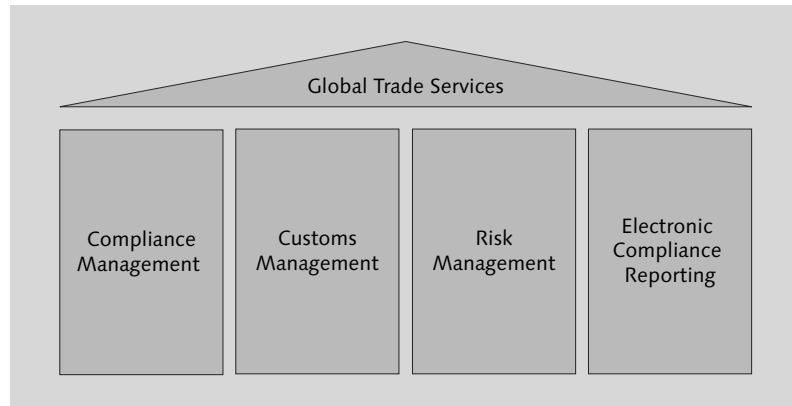 Global Trade Services
Compliance
Management
Customs
Management
Risk
Management
Electronic
Compliance
Reporting